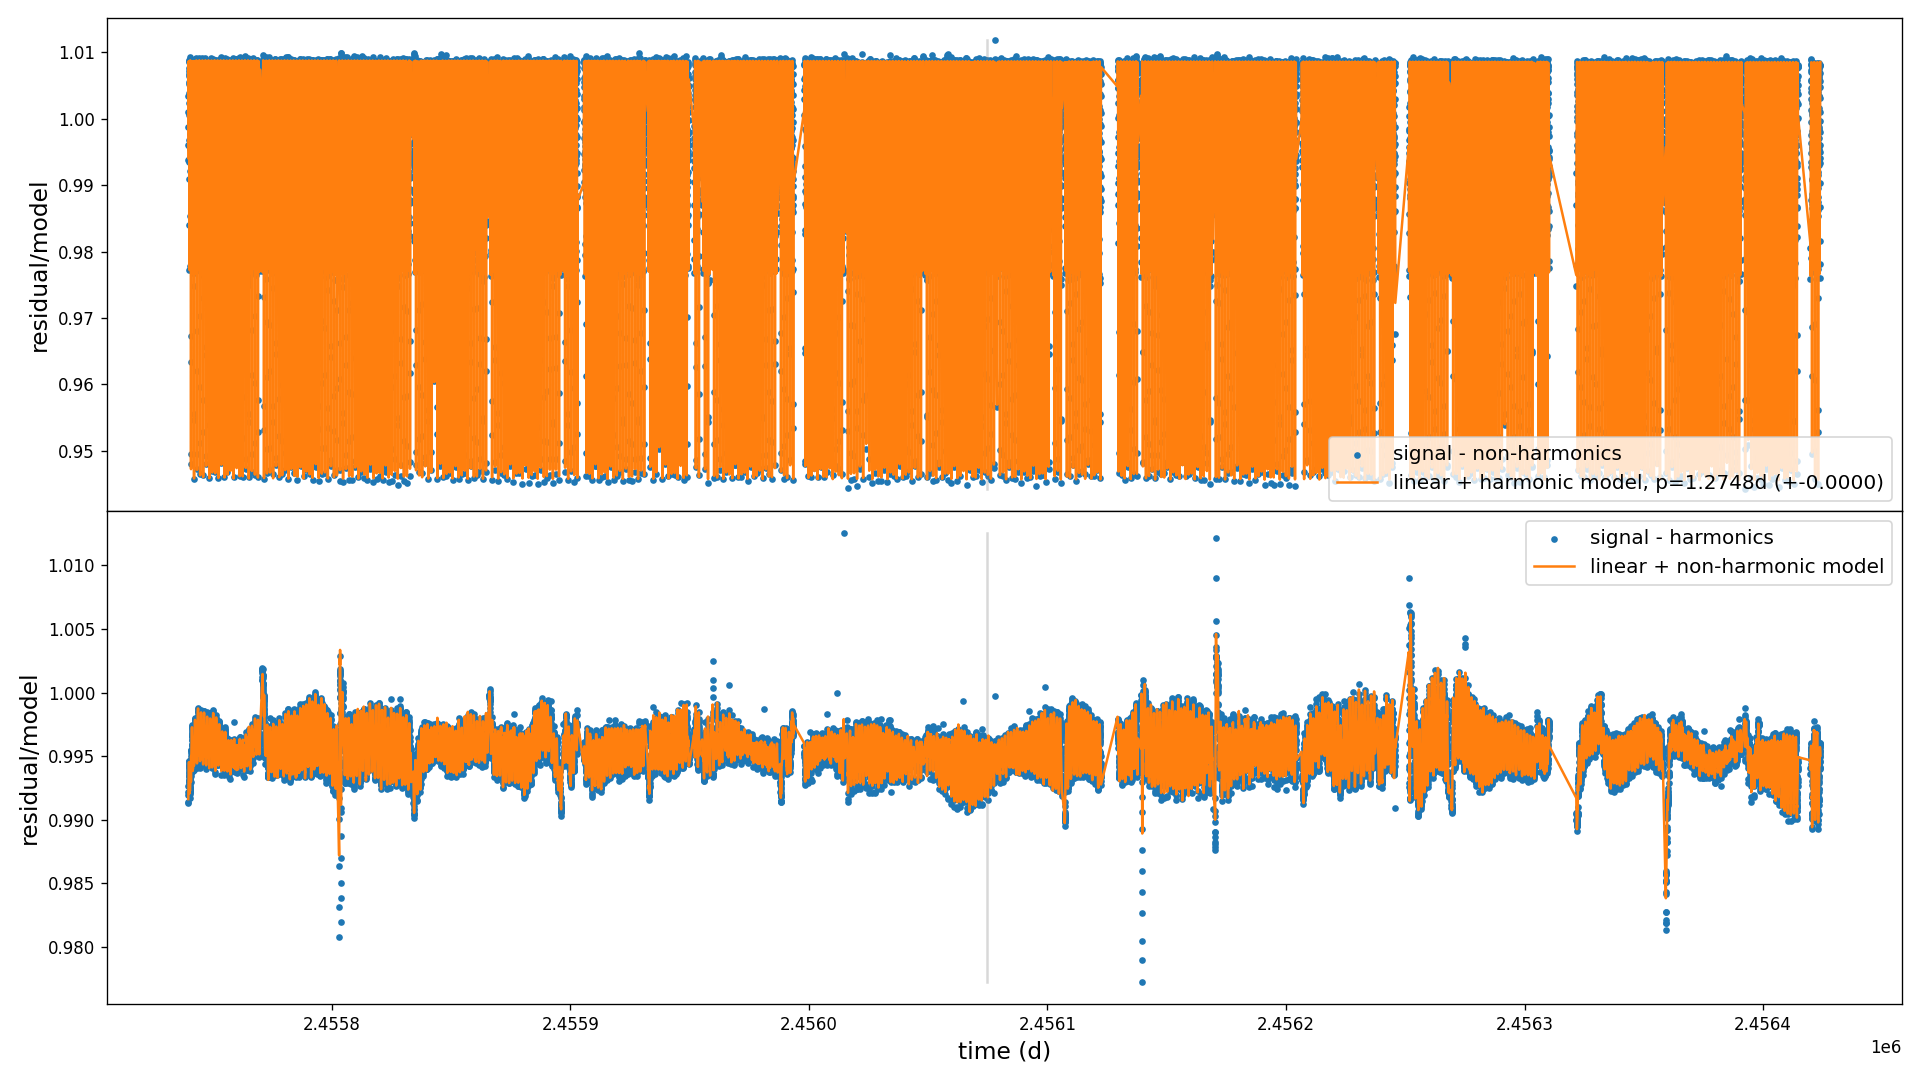 1.01
1.00
0.99
0.98
0.97
0.96
0.95
residual/model
signal - non-harmonics
linear + harmonic model, p=1.2748d (+-0.0000)
1.010
1.005
1.000
0.995
0.990
0.985
0.980
residual/model
signal - harmonics
linear + non-harmonic model
2.4558
2.4559
2.4560
2.4561
2.4562
2.4563
2.4564
1e6
time (d)